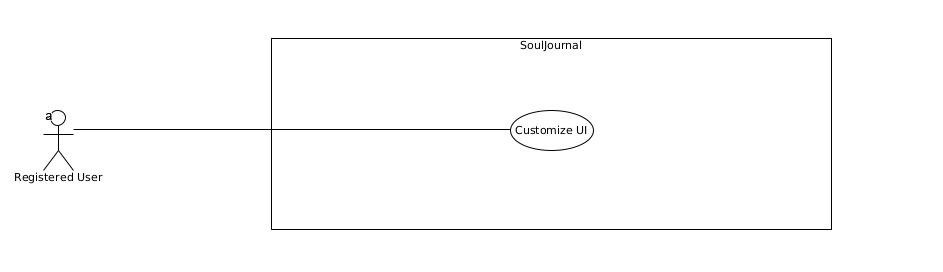 SoulJournal
a
Customize UI
Registered User